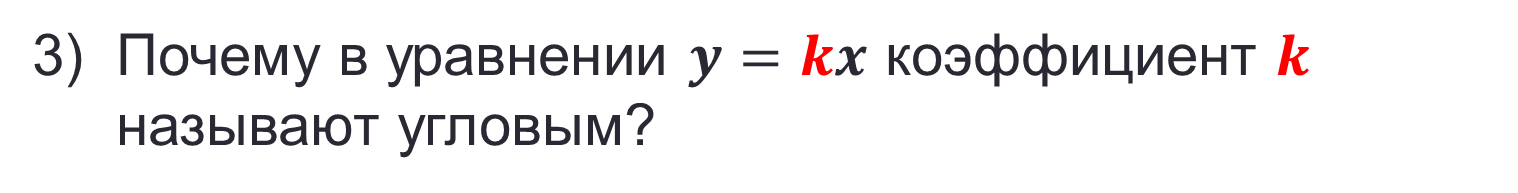 3) Почему в уравнении y = kx коэффициент k
называют угловым?